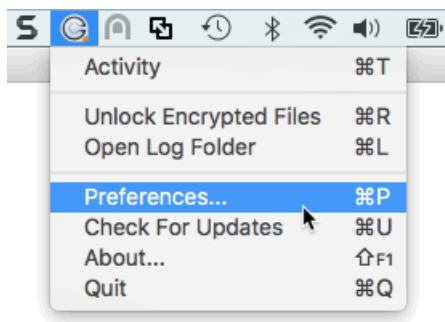 S G
Activity ⌘T
Unlock Encrypted Files ⌘R
Open Log Folder ⌘L
Preferences... ⌘P
Check For Updates ⌘U
About... ⇧F1
Quit ⌘Q